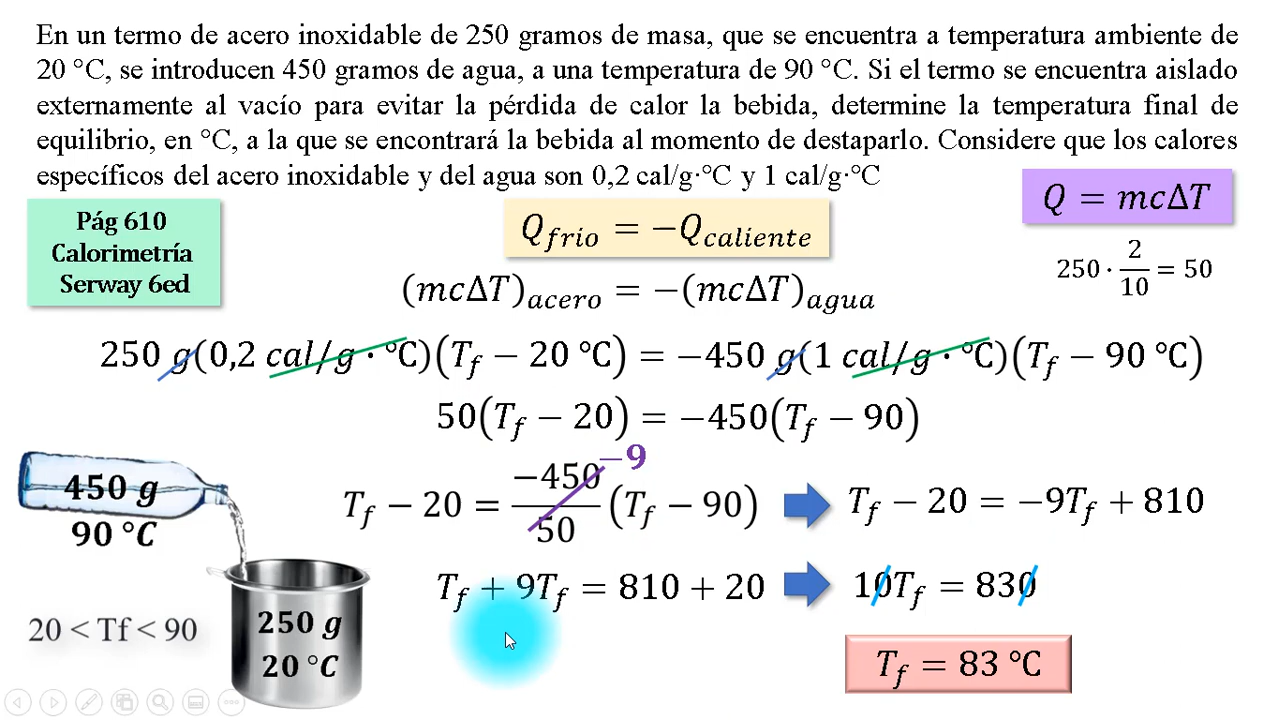 En un termo de acero inoxidable de 250 gramos de masa, que se encuentra a temperatura ambiente de
20 °C, se introducen 450 gramos de agua, a una temperatura de 90 °C. Si el termo se encuentra aislado
externamente al vacío para evitar la pérdida de calor la bebida, determine la temperatura final de
equilibrio, en °C, a la que se encontrará la bebida al momento de destaparlo. Considere que los calores
específicos del acero inoxidable y del agua son 0,2 cal/g·°C y 1 cal/g·°C
Pág 610
Calorimetría
Serway 6ed
Q_frio = −Q_caliente
Q = mcΔT
250 · 2/10 = 50
(mcΔT)_acero = −(mcΔT)_agua
250 g(0,2 cal/g · °C)(T_f − 20 °C) = −450 g(1 cal/g · °C)(T_f − 90 °C)
50(T_f − 20) = −450(T_f − 90)
−9
T_f − 20 = −450/50 (T_f − 90)
T_f − 20 = −9T_f + 810
T_f + 9T_f = 810 + 20
10T_f = 830
T_f = 83 °C
450 g
90 °C
250 g
20 °C
20 < Tf < 90